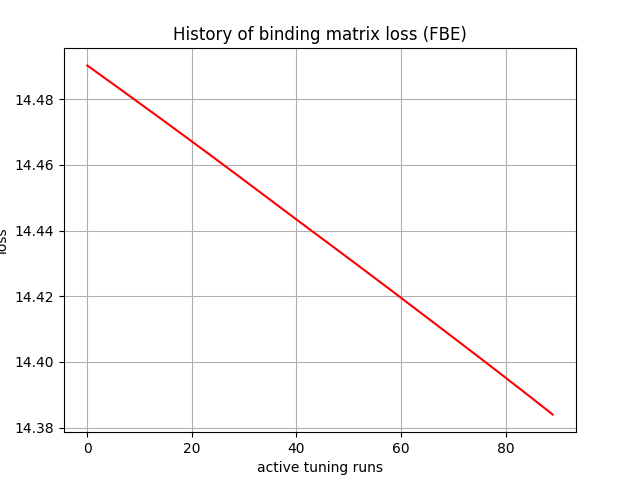 History of binding matrix loss (FBE)
14.48
14.46
14.44
14.42
14.40
14.38
loss
0 20 40 60 80
active tuning runs